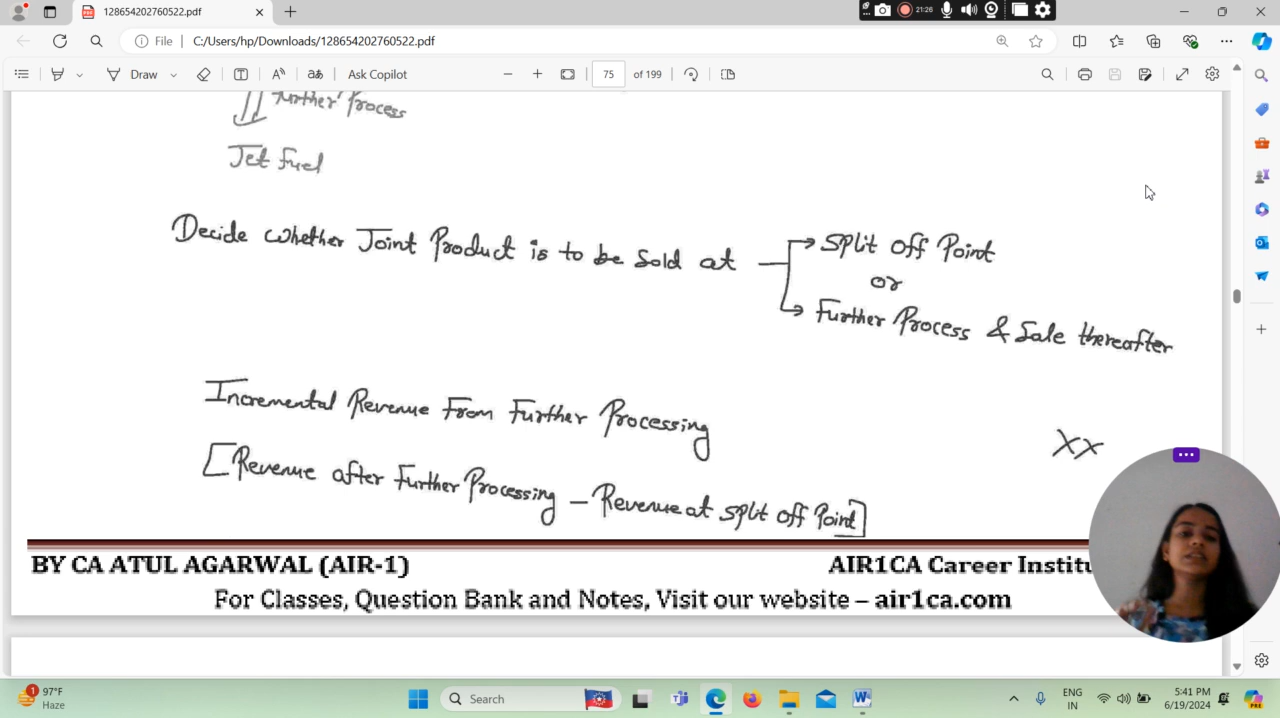 128654202760522.pdf
21:26
File | C:/Users/hp/Downloads/128654202760522.pdf
Draw
Ask Copilot
75 of 199
Further Process
Jet Fuel
Decide whether Joint Product is to be Sold at
Split off Point
or
Further Process & Sale thereafter
Incremental Revenue From Further Processing
XX
[Revenue after Further Processing – Revenue at Split off Point]
BY CA ATUL AGARWAL (AIR-1)
AIR1CA Career Institu
For Classes, Question Bank and Notes, Visit our website – air1ca.com
1
97°F
Haze
Search
ENG
IN
5:41 PM
6/19/2024